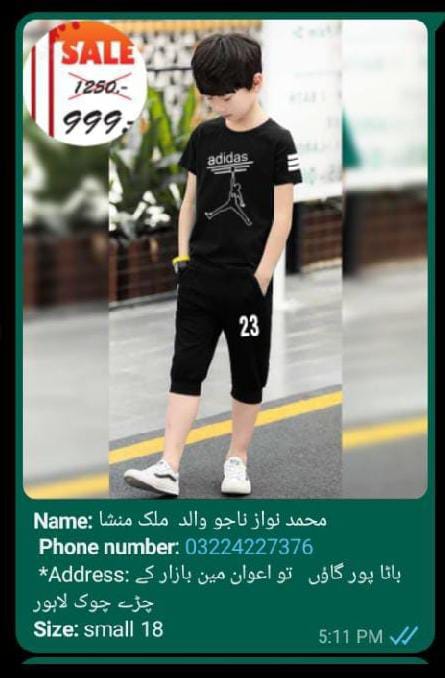 SALE
1250.-
999.-
adidas
23
Name: محمد نواز ناجو والد ملک منشا
Phone number: 03224227376
*Address: باٹا پور گاؤں تو اعوان مین بازار کے
چڑے چوک لاہور
Size: small 18
5:11 PM